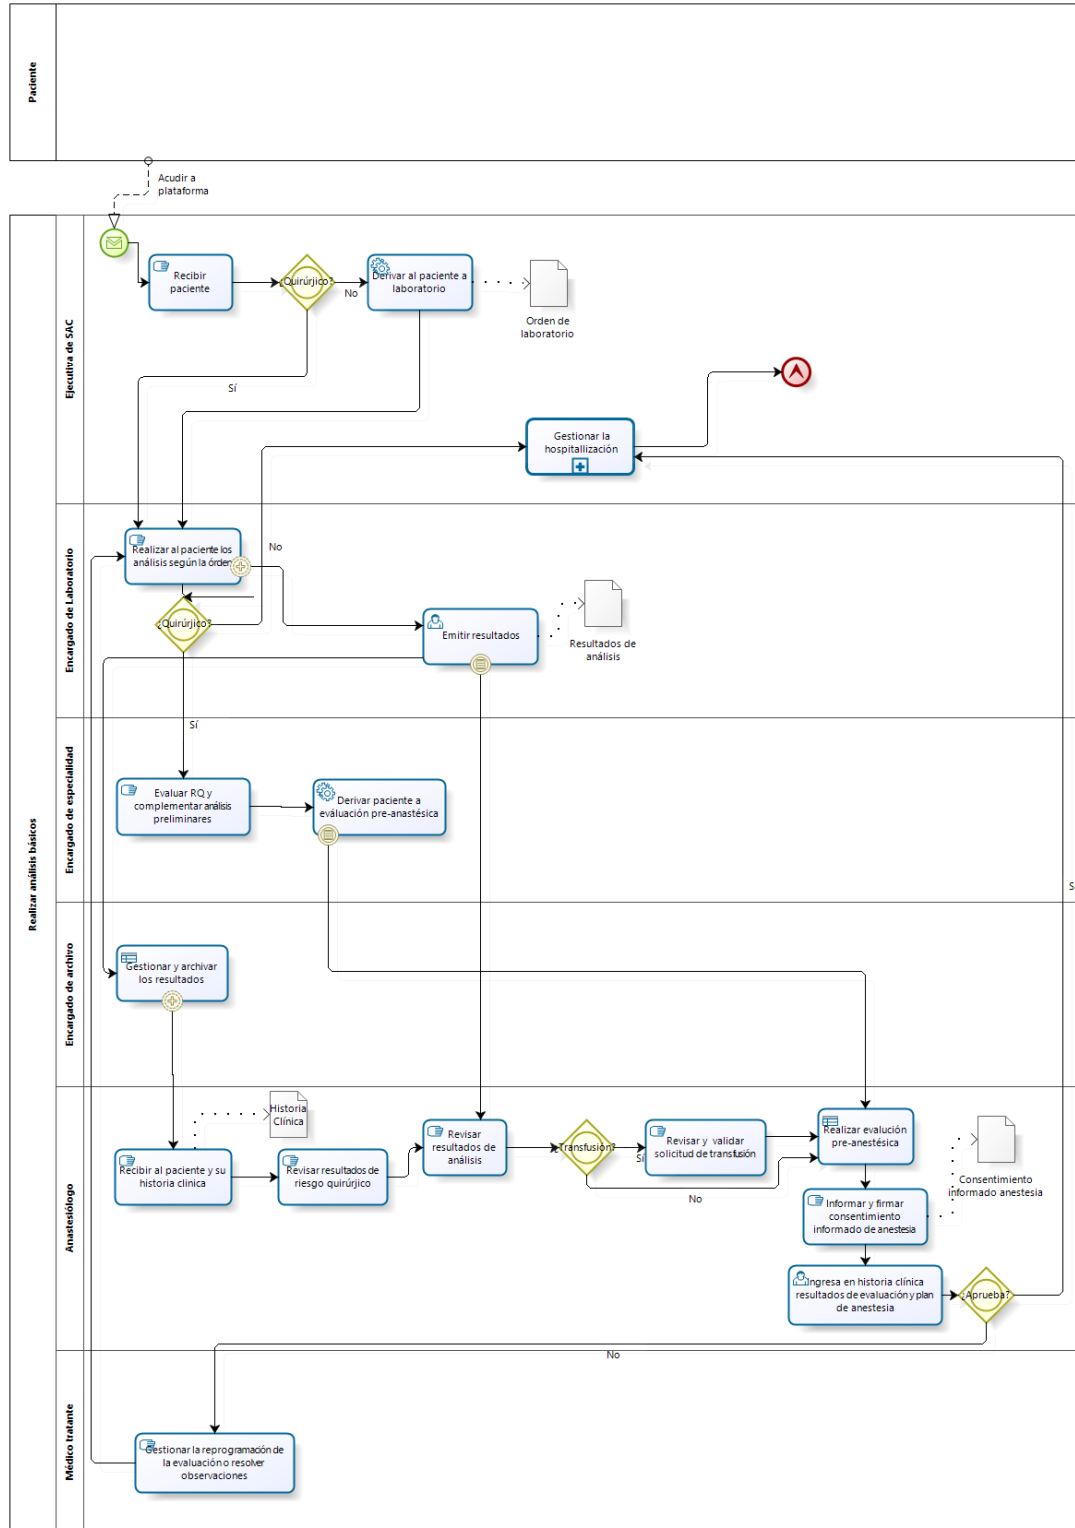 Paciente
Acudir a
plataforma
Realizar análisis básicos
Ejecutiva de SAC
Recibir
paciente
¿Quirúrjico?
No
Sí
Derivar al paciente a
laboratorio
Orden de
laboratorio
Gestionar la
hospitallización
Encargado de Laboratorio
Realizar al paciente los
análisis según la órden
No
¿Quirúrjico?
Sí
Emitir resultados
Resultados de
análisis
Encargado de especialidad
Evaluar RQ y
complementar análisis
preliminares
Derivar paciente a
eváluación pre-anastésica
S
Encargado de archivo
Gestionar y archivar
los resultados
Anastesiólogo
Historia
Clínica
Recibir al paciente y su
historia clinica
Revisar resultados de
riesgo quirúrjico
Revisar
resultados de
análisis
¿Transfusión?
Sí
No
Revisar y validar
solicitud de transfusión
Realizar evalución
pre-anestésica
Consentimiento
informado anestesia
Informar y firmar
consentimiento
informado de anestesia
Ingresa en historia clínica
resultados de evaluación y plan
de anestesia
¿Aprueba?
No
Médico tratante
Gestionar la reprogramación de
la evaluación o resolver
observaciones